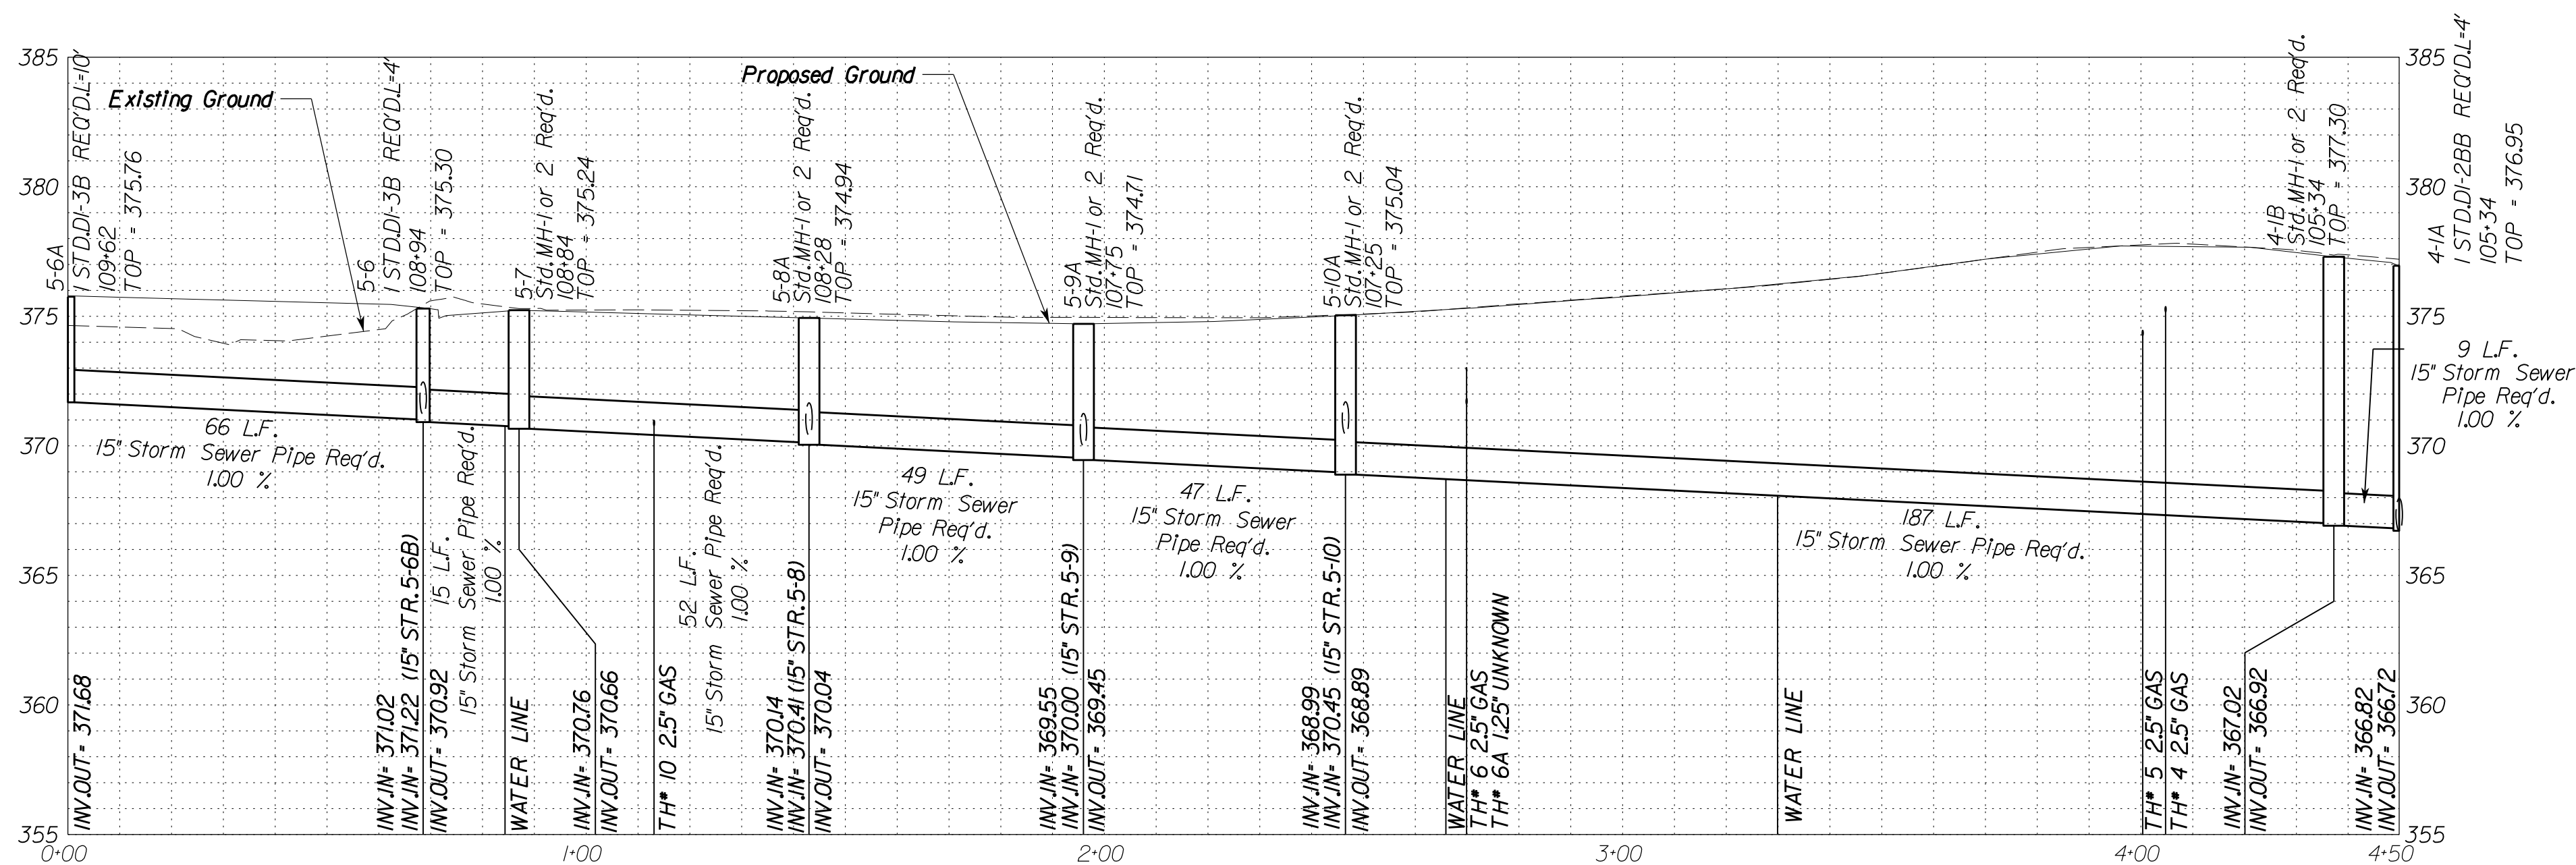 385
380
375
370
365
360
355
5-6A
1 STD.DI-3B REQ'D.L=10'
109+62
TOP = 375.76
Existing Ground
5-6
1 STD.DI-3B REQ'D.L=4'
108+94
TOP = 375.30
5-7
Std.MH-1 or 2 Req'd.
108+84
TOP = 375.24
Proposed Ground
5-8A
Std.MH-1 or 2 Req'd.
108+28
TOP = 374.94
5-9A
Std.MH-1 or 2 Req'd.
107+75
TOP = 374.71
5-10A
Std.MH-1 or 2 Req'd.
107+25
TOP = 375.04
4-1B
Std.MH-1 or 2 Req'd.
105+34
TOP = 377.30
4-1A
1 STD.DI-2BB REQ'D.L=4'
105+34
TOP = 376.95
385
380
375
370
365
360
355
66 L.F.
15" Storm Sewer Pipe Req'd.
1.00 %
15 L.F.
15" Storm Sewer Pipe Req'd.
1.00 %
52 L.F.
15" Storm Sewer Pipe Req'd.
1.00 %
49 L.F.
15" Storm Sewer
Pipe Req'd.
1.00 %
47 L.F.
15" Storm Sewer
Pipe Req'd.
1.00 %
187 L.F.
15" Storm Sewer Pipe Req'd.
1.00 %
9 L.F.
15" Storm Sewer
Pipe Req'd.
1.00 %
INV.OUT= 371.68
INV.IN= 371.02
INV.IN= 371.22 (15" STR.5-6B)
INV.OUT= 370.92
WATER LINE
INV.IN= 370.76
INV.OUT= 370.66
TH# 10 2.5" GAS
INV.IN= 370.14
INV.IN= 370.41 (15" STR.5-8)
INV.OUT= 370.04
INV.IN= 369.55
INV.IN= 370.00 (15" STR.5-9)
INV.OUT= 369.45
INV.IN= 368.99
INV.IN= 370.45 (15" STR.5-10)
INV.OUT= 368.89
WATER LINE
TH# 6 2.5" GAS
TH# 6A 1.25" UNKNOWN
WATER LINE
TH# 5 2.5" GAS
TH# 4 2.5" GAS
INV.IN= 367.02
INV.OUT= 366.92
INV.IN= 366.82
INV.OUT= 366.72
0+00
1+00
2+00
3+00
4+00
4+50